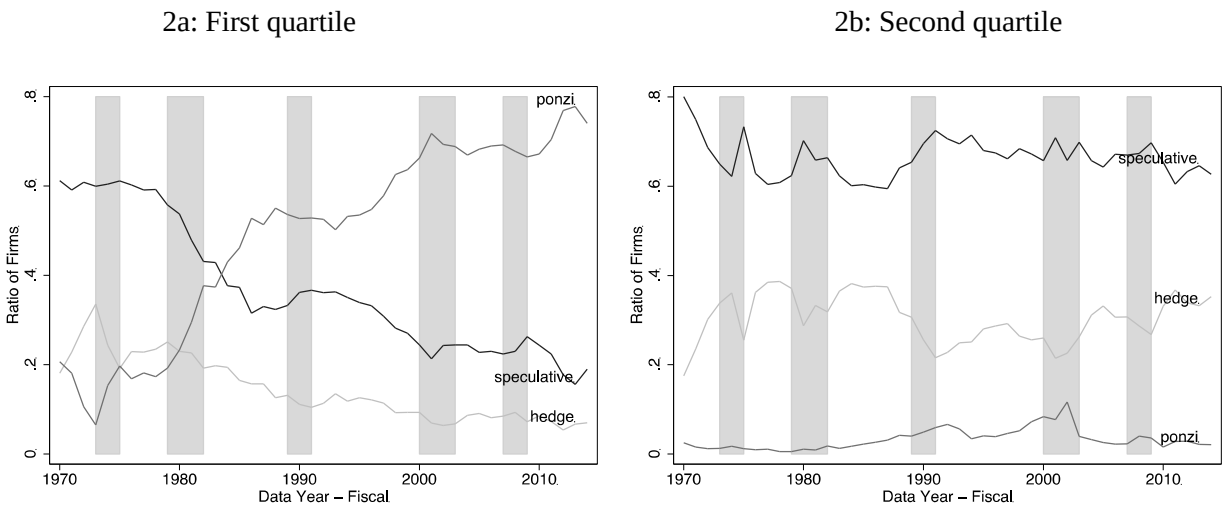 2a: First quartile
2b: Second quartile
Ratio of Firms
.8
.6
.4
.2
0
ponzi
speculative
hedge
1970
1980
1990
2000
2010
Data Year – Fiscal
Ratio of Firms
.8
.6
.4
.2
0
speculative
hedge
ponzi
1970
1980
1990
2000
2010
Data Year – Fiscal